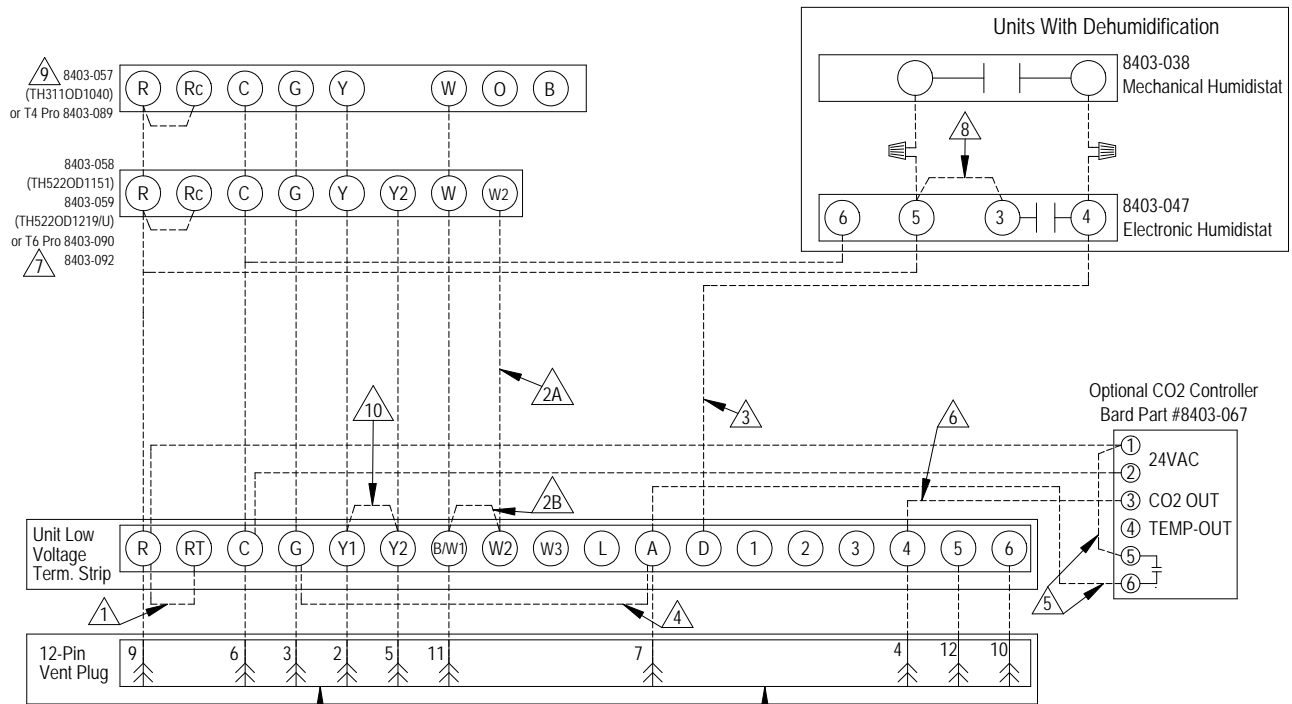 Units With Dehumidification
8403-038
Mechanical Humidistat
9 8403-057
(TH311OD1040)
or T4 Pro 8403-089
R Rc C G Y W O B
8
8403-058
(TH522OD1151)
8403-059
(TH522OD1219/U)
or T6 Pro 8403-090
7 8403-092
R Rc C G Y Y2 W W2
6 5 3 4
8403-047
Electronic Humidistat
2A
10
3
6
2B
Optional CO2 Controller
Bard Part #8403-067
1
24VAC
2
3 CO2 OUT
4 TEMP-OUT
5
6
5
Unit Low
Voltage
Term. Strip
R RT C G Y1 Y2 B/W1 W2 W3 L A D 1 2 3 4 5 6
1
4
12-Pin
Vent Plug
9 6 3 2 5 11 7 4 12 10